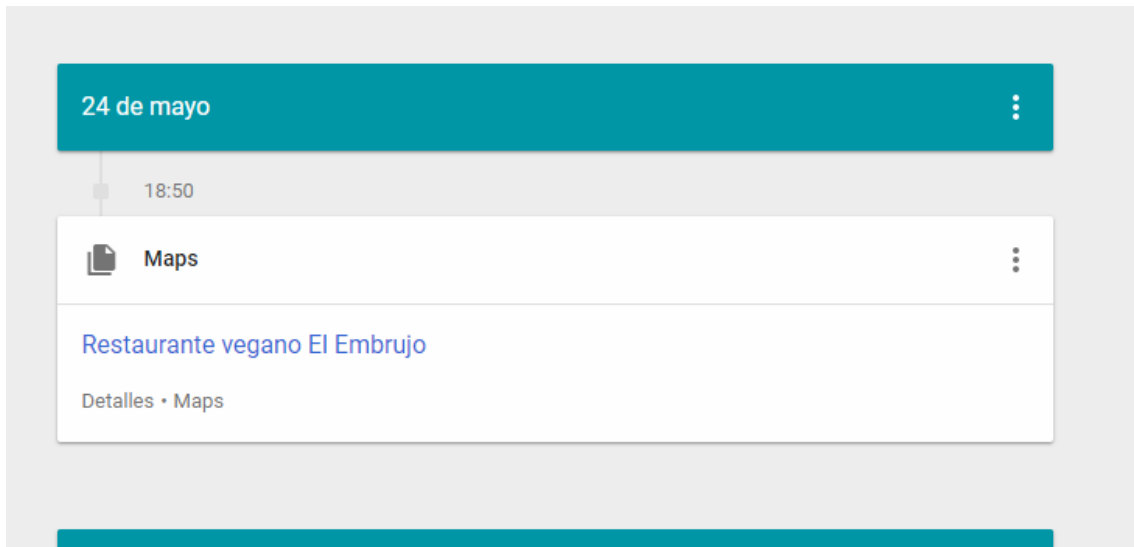 24 de mayo
18:50
Maps
Restaurante vegano El Embrujo
Detalles • Maps